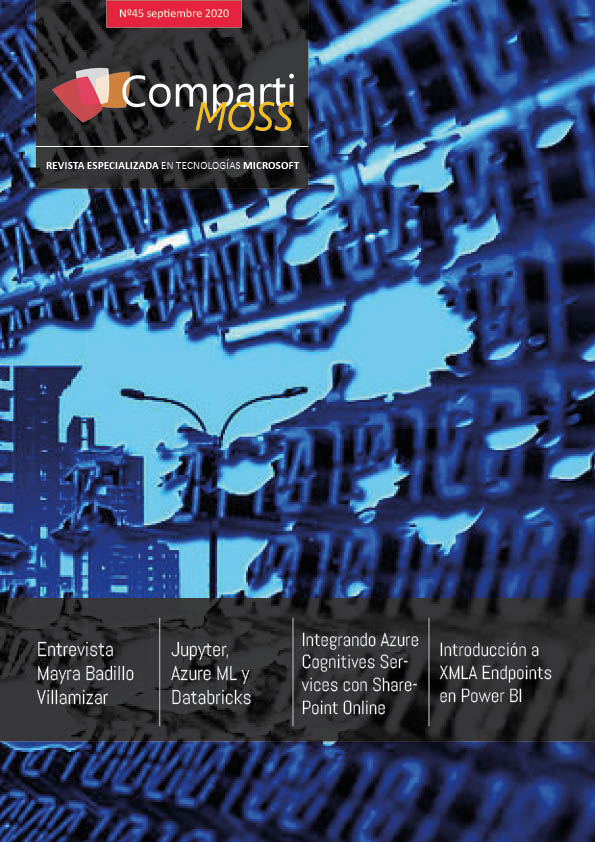 Nº45 septiembre 2020
Comparti
MOSS
REVISTA ESPECIALIZADA EN TECNOLOGÍAS MICROSOFT
Entrevista
Mayra Badillo
Villamizar
Jupyter,
Azure ML y
Databricks
Integrando Azure
Cognitives Ser-
vices con Share-
Point Online
Introducción a
XMLA Endpoints
en Power BI